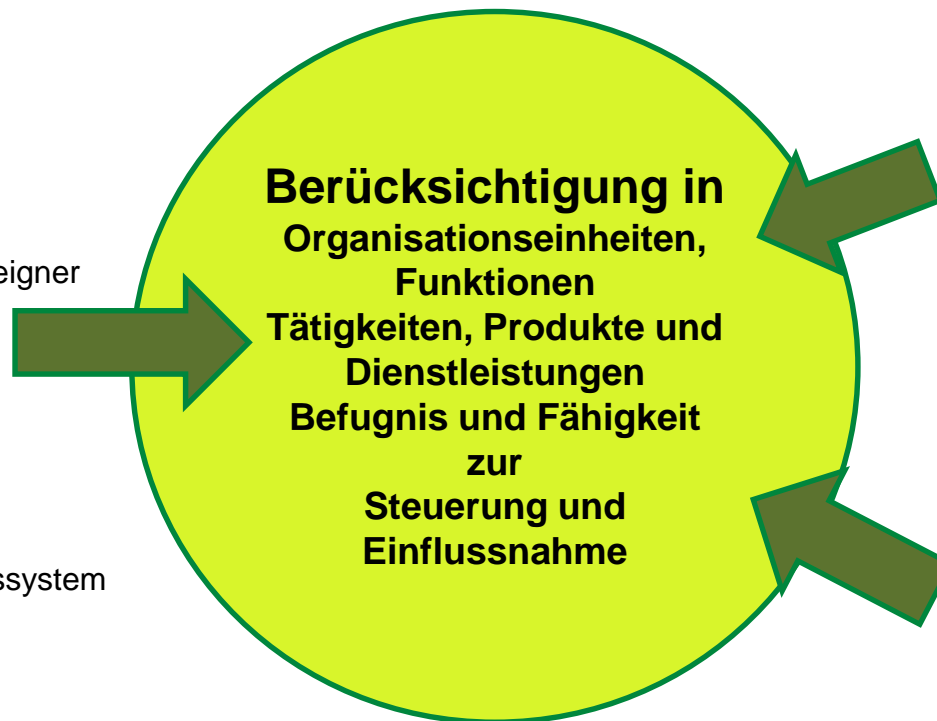 Berücksichtigung in
Organisationseinheiten,
eigner
Funktionen
Tätigkeiten, Produkte und
Dienstleistungen
Befugnis und Fähigkeit
zur
Steuerung und
Einflussnahme
ssystem